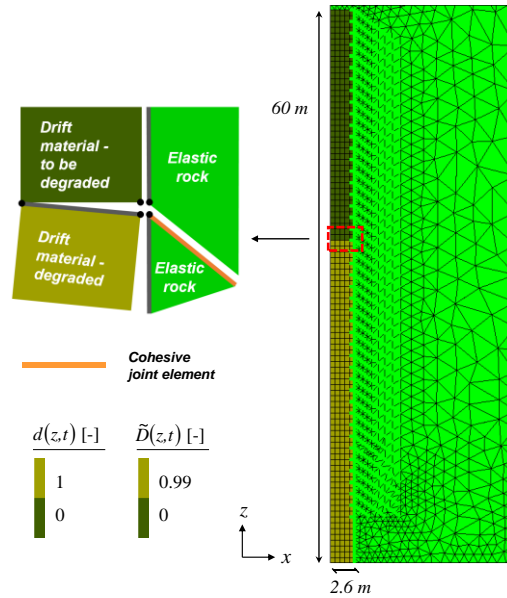 60 m
Drift
material -
to be
degraded
Elastic
rock
Drift
material -
degraded
Elastic
rock
Cohesive
joint element
d(z,t) [-]
D̃(z,t) [-]
1
0
0.99
0
z
x
2.6 m